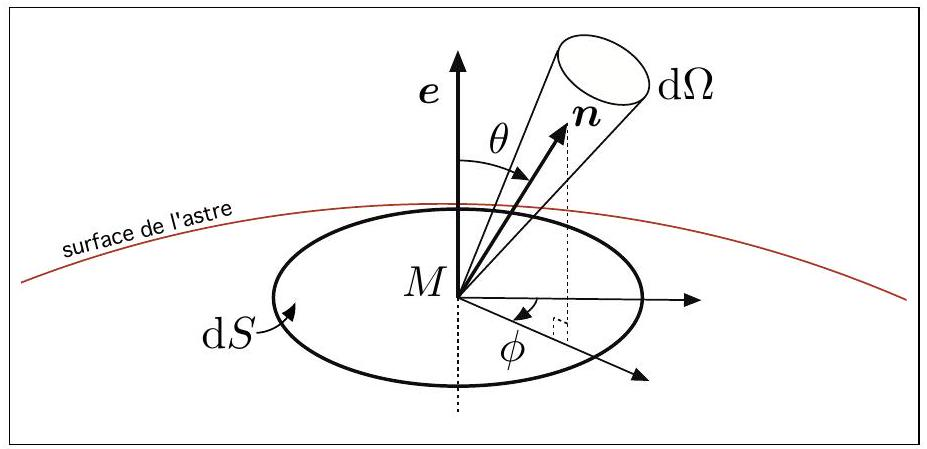 e
dΩ
n
θ
surface de l'astre
M
dS
ϕ